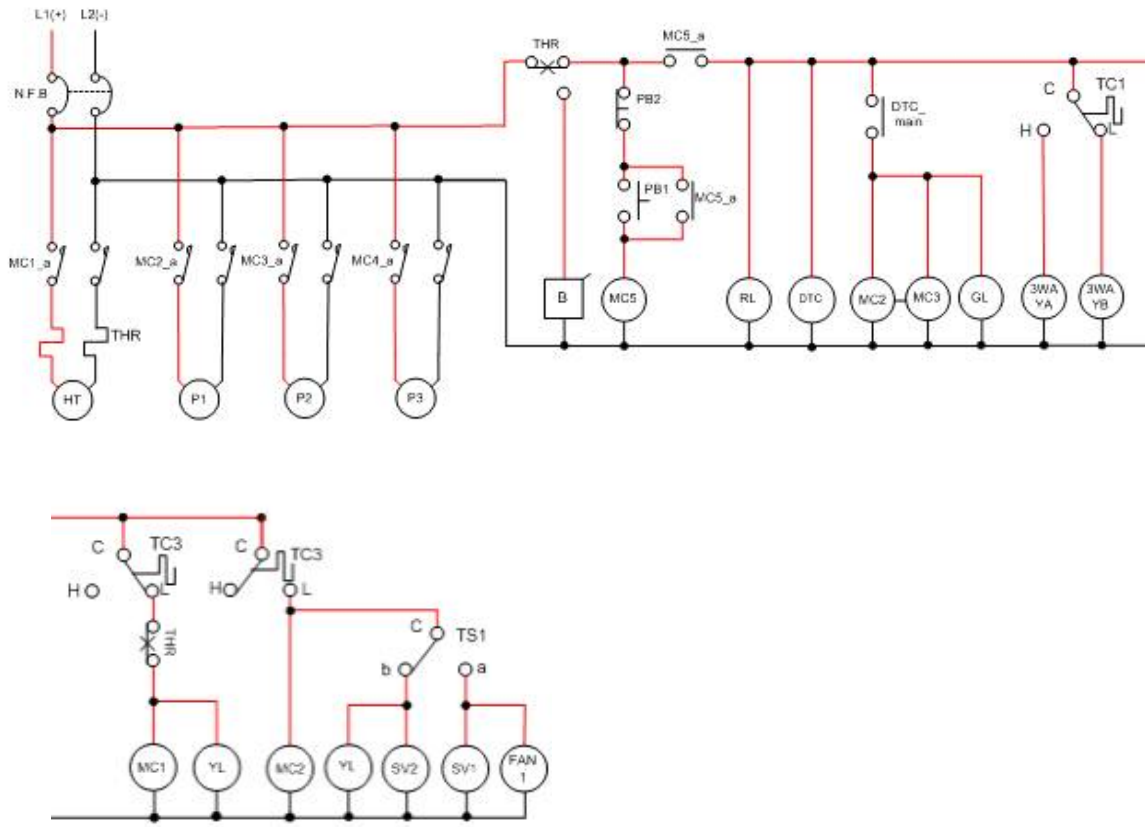 L1(+) L2(-)
N.F.B
MC1_a
MC2_a
MC3_a
MC4_a
THR
HT
P1
P2
P3
THR
MC5_a
PB2
PB1
MC5_a
DTC_
main
C
TC1
H
L
B
MC5
RL
DTC
MC2
MC3
GL
3WA
YA
3WA
YB
C
TC3
H
L
THR
C
TC3
H
L
C
TS1
b
a
MC1
YL
MC2
YL
SV2
SV1
FAN
1